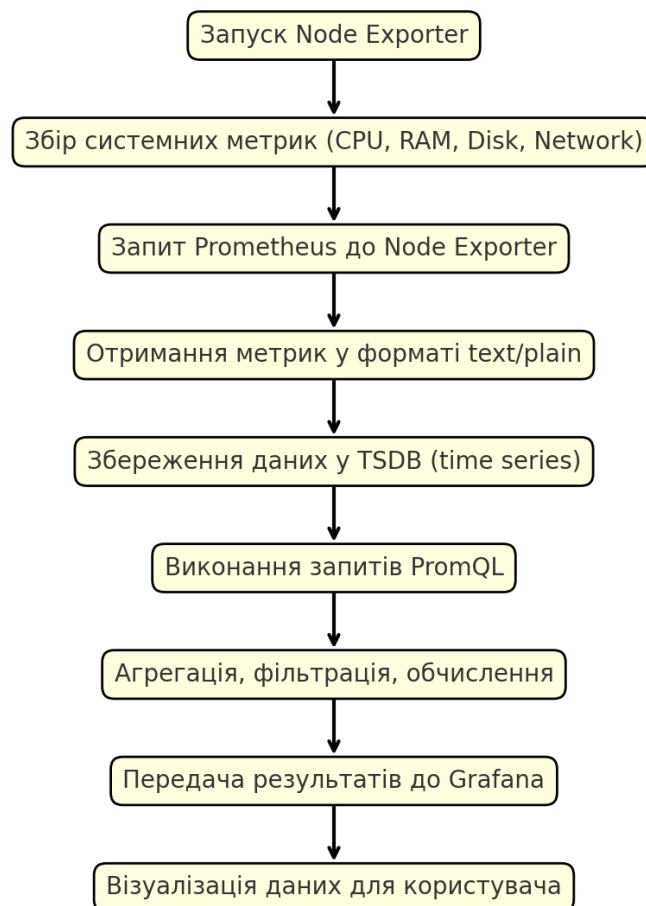 Запуск Node Exporter
Збір системних метрик (CPU, RAM, Disk, Network)
Запит Prometheus до Node Exporter
Отримання метрик у форматі text/plain
Збереження даних у TSDB (time series)
Виконання запитів PromQL
Агрегація, фільтрація, обчислення
Передача результатів до Grafana
Візуалізація даних для користувача